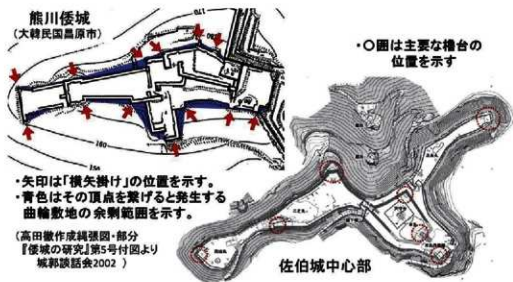 熊川倭城
(大韓民国昌原市)
・○囲は主要な櫓台の
位置を示す
・矢印は「横矢掛け」の位置を示す。
・青色はその頂点を繋げると発生する
曲輪敷地の余剰範囲を示す。
(高田徹作成縄張図・部分
『倭城の研究』第5号付図より
城郭談話会2002 )
佐伯城中心部